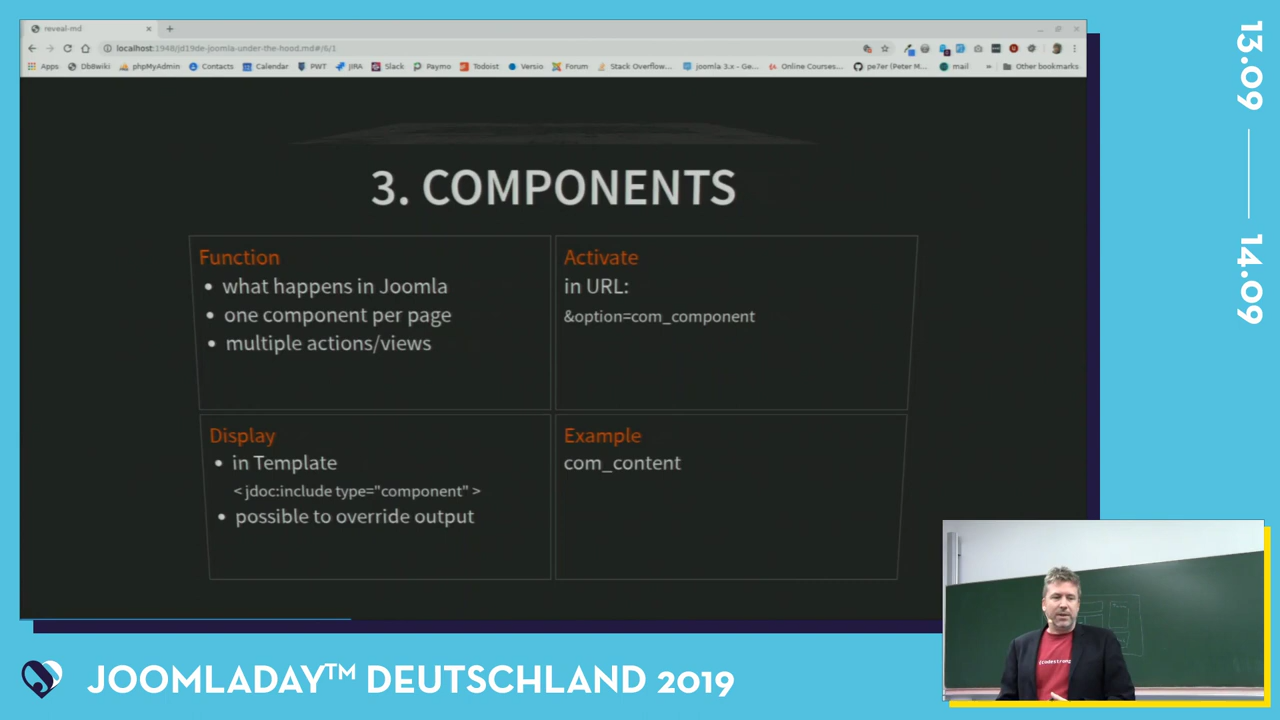 reveal-md
localhost:1948/jd19de-joomla-under-the-hood.md#/6/1
Apps Db8wiki phpMyAdmin Contacts Calendar PWT JIRA Slack Paymo Todoist Versio Forum Stack Overflow... joomla 3.x - Ge... Online Courses... pe7er (Peter M... mail » Other bookmarks
3. COMPONENTS
Function
• what happens in Joomla
• one component per page
• multiple actions/views
Activate
in URL:
&option=com_component
Display
• in Template
< jdoc:include type="component" >
• possible to override output
Example
com_content
13.09
14.09
JOOMLADAY™ DEUTSCHLAND 2019